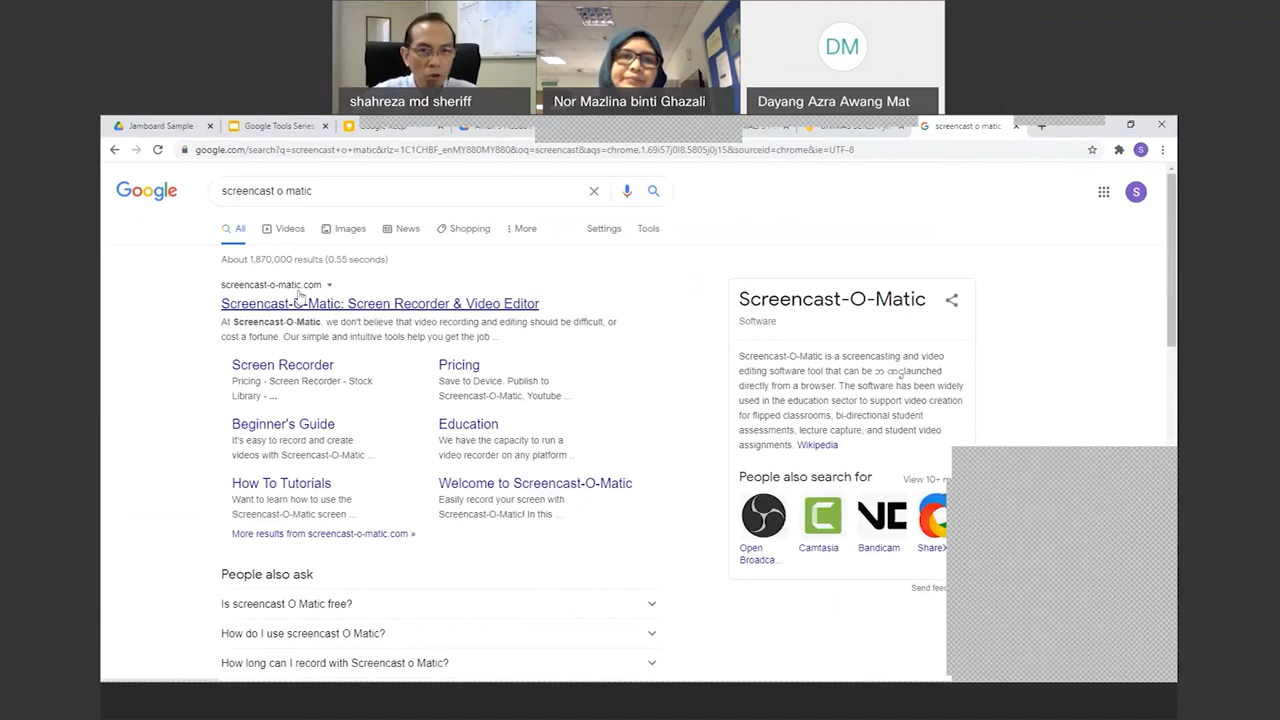 DM
shahreza md sheriff
Nor Mazlina binti Ghazali
Dayang Azra Awang Mat
Jamboard Sample
Google Tools Series
Google Keep
screencast o matic
google.com/search?q=screencast+o+matic&rlz=1C1CHBF_enMY880MY880&oq=screencast&aqs=chrome.1.69i57j0l8.5805j0j15&sourceid=chrome&ie=UTF-8
S
Google
screencast o matic
S
All
Videos
Images
News
Shopping
More
Settings
Tools
About 1,870,000 results (0.55 seconds)
screencast-o-matic.com
Screencast-O-Matic: Screen Recorder & Video Editor
At Screencast-O-Matic, we don't believe that video recording and editing should be difficult, or
cost a fortune. Our simple and intuitive tools help you get the job ...
Screen Recorder
Pricing - Screen Recorder - Stock
Library - ...
Pricing
Save to Device. Publish to
Screencast-O-Matic, Youtube ...
Beginner's Guide
It's easy to record and create
videos with Screencast-O-Matic ...
Education
We have the capacity to run a
video recorder on any platform ...
How To Tutorials
Want to learn how to use the
Screencast-O-Matic screen ...
Welcome to Screencast-O-Matic
Easily record your screen with
Screencast-O-Matic! In this ...
More results from screencast-o-matic.com »
People also ask
Is screencast O Matic free?
How do I use screencast O Matic?
How long can I record with Screencast o Matic?
Screencast-O-Matic
Software
Screencast-O-Matic is a screencasting and video
editing software tool that can be launched
directly from a browser. The software has been widely
used in the education sector to support video creation
for flipped classrooms, bi-directional student
assessments, lecture capture, and student video
assignments. Wikipedia
People also search for
View 10+ m
VC
Open
Broadca...
Camtasia
Bandicam
ShareX
Send feed